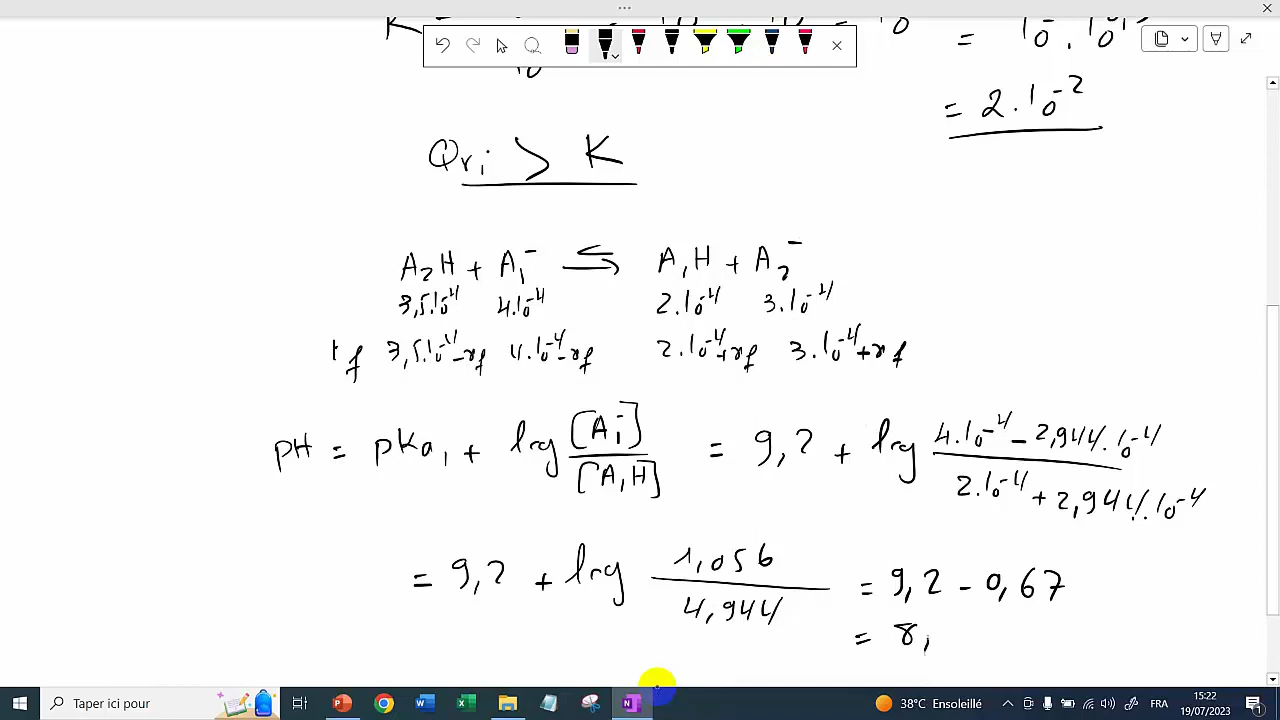 = 10⁻.10
= 2.10⁻²
Qri > K
A₂H + A₁⁻ ⇌ A₁H + A₂⁻
3,5.10⁻⁴ 4.10⁻⁴ 2.10⁻⁴ 3.10⁻⁴
tf 3,5.10⁻⁴-xf 4.10⁻⁴-xf 2.10⁻⁴+xf 3.10⁻⁴+xf
pH = pKa₁ + log [A₁⁻]/[A₁H] = 9,2 + log (4.10⁻⁴ - 2,944.10⁻⁴)/(2.10⁻⁴ + 2,944.10⁻⁴)
= 9,2 + log 1,056/4,944 = 9,2 - 0,67
= 8,
Taper ici pour
38°C Ensoleillé
FRA
15:22
19/07/2023